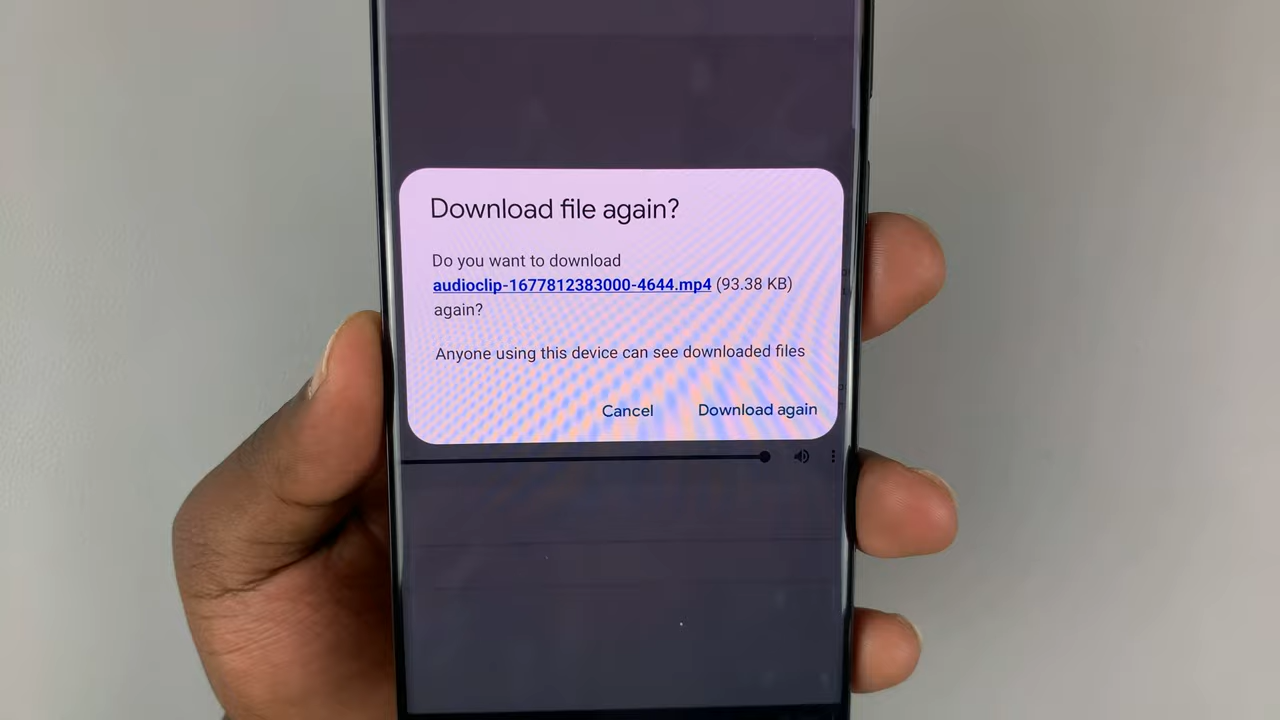 Download file again?
Do you want to download
audioclip-1677812383000-4644.mp4 (93.38 KB)
again?
Anyone using this device can see downloaded files
Cancel Download again